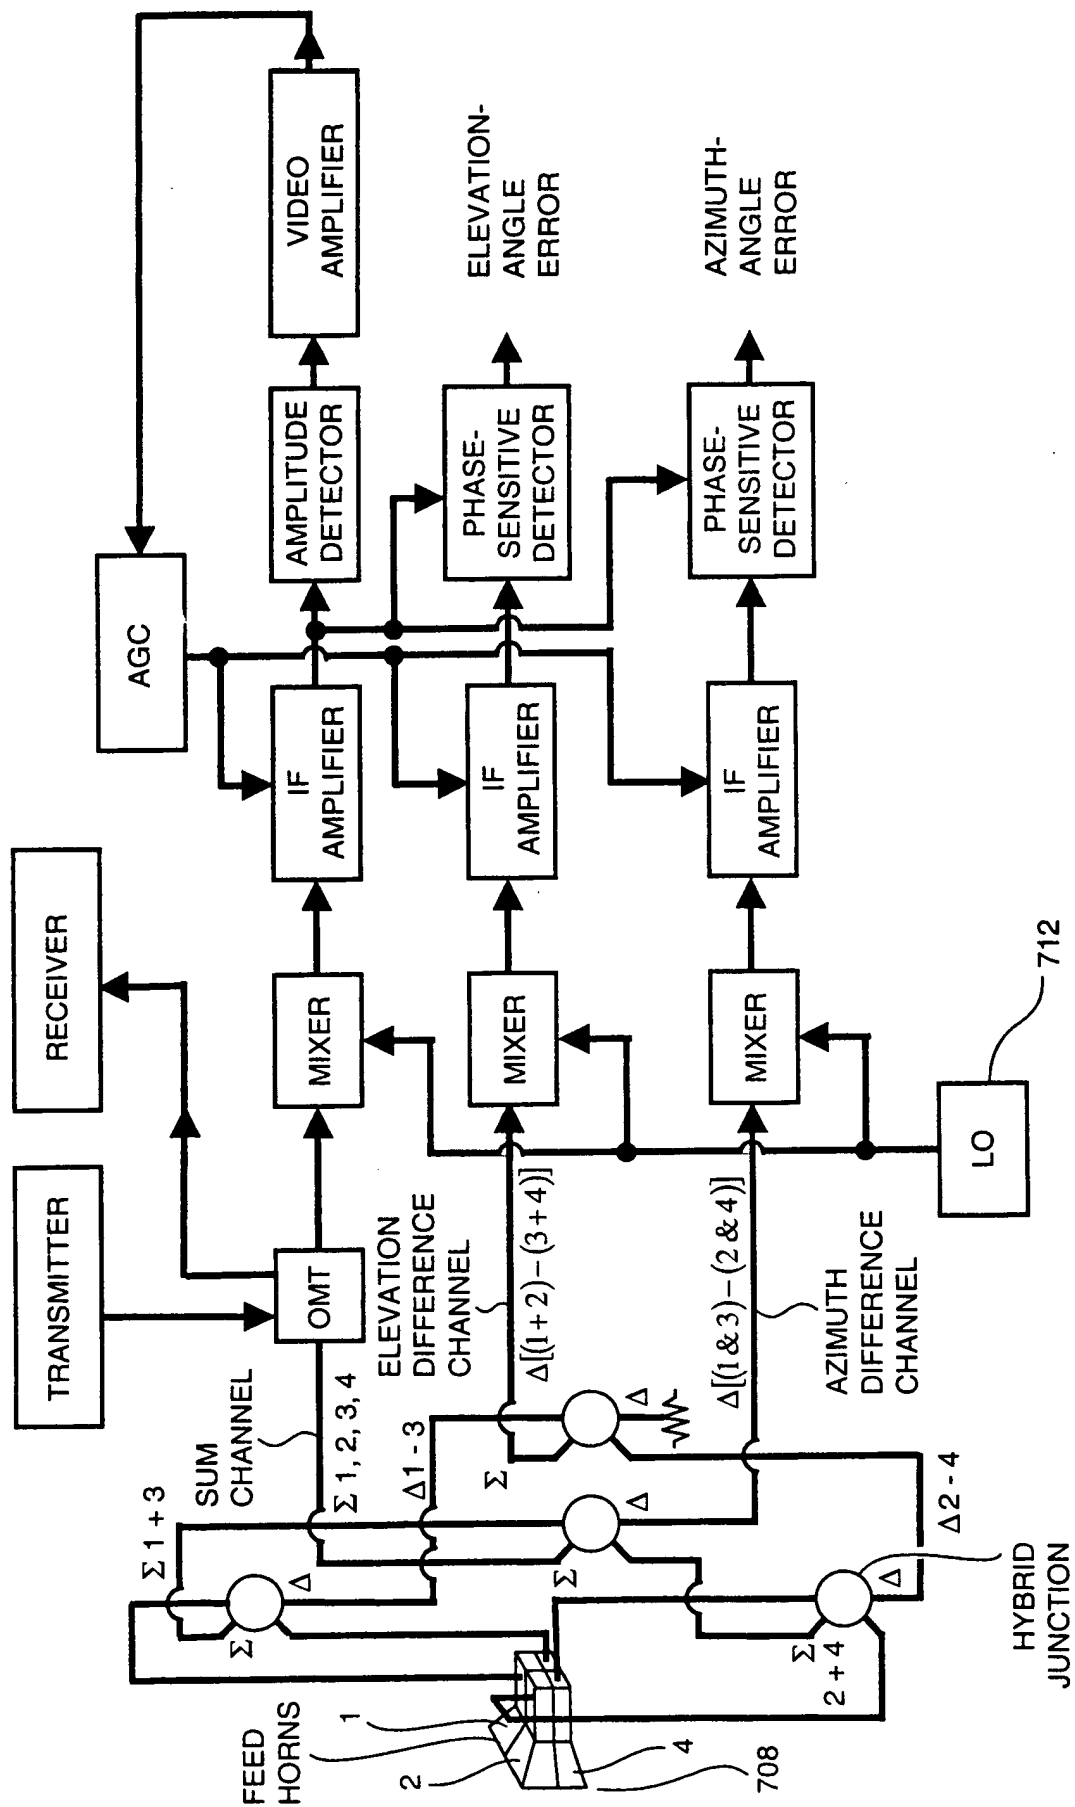 TRANSMITTER
RECEIVER
AGC
VIDEO
AMPLIFIER
AMPLITUDE
DETECTOR
IF
AMPLIFIER
MIXER
OMT
SUM
CHANNEL
Σ 1, 2, 3, 4
Σ 1 + 3
Σ
Δ
FEED
HORNS
1
2
4
708
ELEVATION
DIFFERENCE
CHANNEL
Δ[(1+2)−(3+4)]
Δ1 - 3
Σ
Δ
MIXER
IF
AMPLIFIER
PHASE-
SENSITIVE
DETECTOR
ELEVATION-
ANGLE
ERROR
Σ
Δ
Δ[(1&3)−(2&4)]
AZIMUTH
DIFFERENCE
CHANNEL
MIXER
IF
AMPLIFIER
PHASE-
SENSITIVE
DETECTOR
AZIMUTH-
ANGLE
ERROR
Σ
2 + 4
Δ
Δ2 - 4
HYBRID
JUNCTION
LO
712